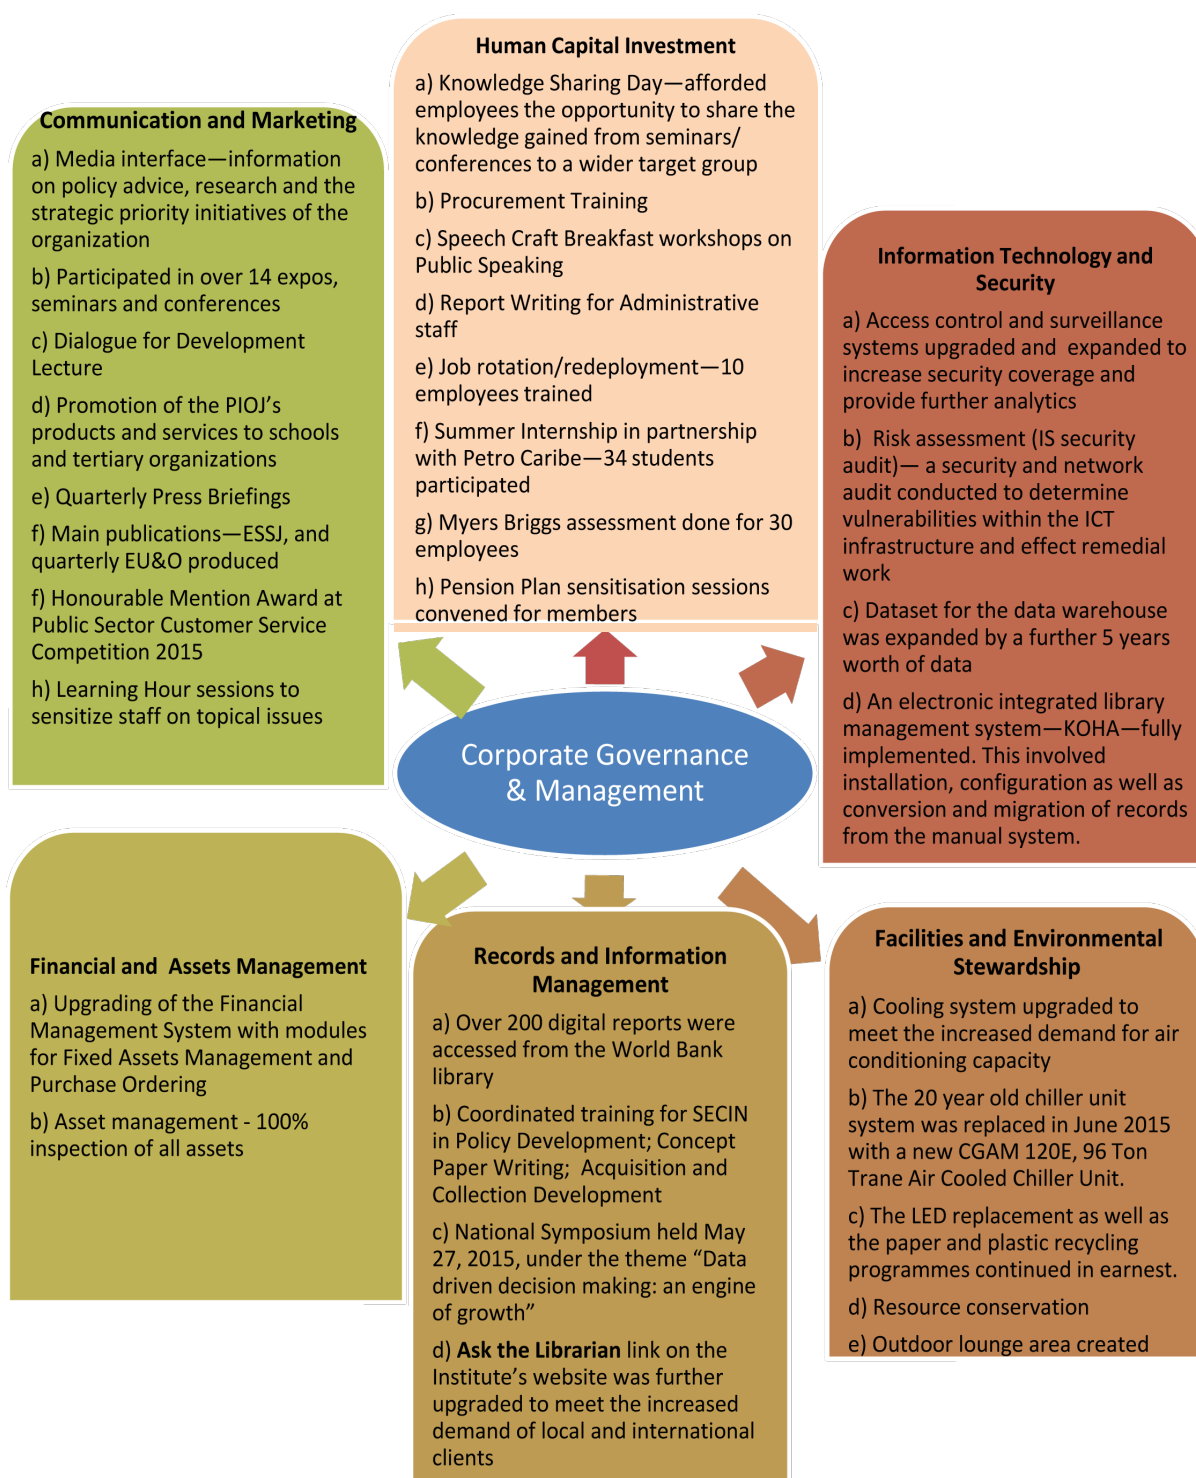 Human Capital Investment
a) Knowledge Sharing Day—afforded
employees the opportunity to share the
knowledge gained from seminars/
conferences to a wider target group
b) Procurement Training
c) Speech Craft Breakfast workshops on
Public Speaking
d) Report Writing for Administrative
staff
e) Job rotation/redeployment—10
employees trained
f) Summer Internship in partnership
with Petro Caribe—34 students
participated
g) Myers Briggs assessment done for 30
employees
h) Pension Plan sensitisation sessions
convened for members
Communication and Marketing
a) Media interface—information
on policy advice, research and the
strategic priority initiatives of the
organization
b) Participated in over 14 expos,
seminars and conferences
c) Dialogue for Development
Lecture
d) Promotion of the PIOJ’s
products and services to schools
and tertiary organizations
e) Quarterly Press Briefings
f) Main publications—ESSJ, and
quarterly EU&O produced
f) Honourable Mention Award at
Public Sector Customer Service
Competition 2015
h) Learning Hour sessions to
sensitize staff on topical issues
Information Technology and
Security
a) Access control and surveillance
systems upgraded and  expanded to
increase security coverage and
provide further analytics
b)  Risk assessment (IS security
audit)— a security and network
audit conducted to determine
vulnerabilities within the ICT
infrastructure and effect remedial
work
c) Dataset for the data warehouse
was expanded by a further 5 years
worth of data
d) An electronic integrated library
management system—KOHA—fully
implemented. This involved
installation, configuration as well as
conversion and migration of records
from the manual system.
Corporate Governance
& Management
Financial and  Assets Management
a) Upgrading of the Financial
Management System with modules
for Fixed Assets Management and
Purchase Ordering
b) Asset management - 100%
inspection of all assets
Records and Information
Management
a) Over 200 digital reports were
accessed from the World Bank
library
b) Coordinated training for SECIN
in Policy Development; Concept
Paper Writing;  Acquisition and
Collection Development
c) National Symposium held May
27, 2015, under the theme “Data
driven decision making: an engine
of growth”
d) Ask the Librarian link on the
Institute’s website was further
upgraded to meet the increased
demand of local and international
clients
Facilities and Environmental
Stewardship
a) Cooling system upgraded to
meet the increased demand for air
conditioning capacity
b) The 20 year old chiller unit
system was replaced in June 2015
with a new CGAM 120E, 96 Ton
Trane Air Cooled Chiller Unit.
c) The LED replacement as well as
the paper and plastic recycling
programmes continued in earnest.
d) Resource conservation
e) Outdoor lounge area created